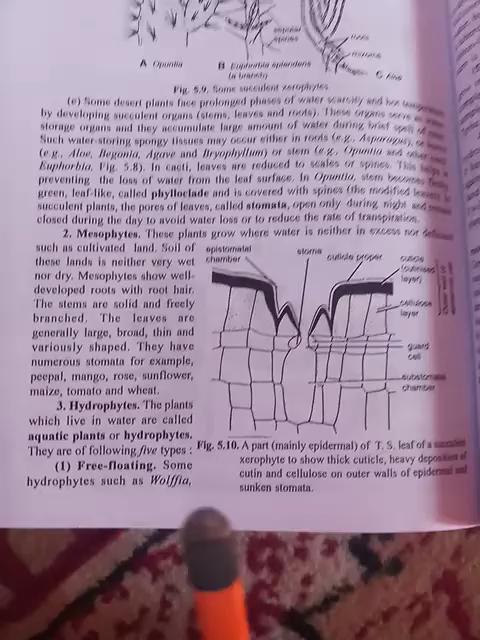 A Opuntia
B Euphorbia splendens
(a branch)
C Aloe
roots
Fig. 5.9. Some succulent xerophytes
(e) Some desert plants face prolonged phases of water scarcity and hot
by developing succulent organs (stems, leaves and roots). These organs serve as
storage organs and they accumulate large amount of water during brief spell of
Such water-storing spongy tissues may occur either in roots (e.g., Asparagus), or
(e.g., Aloe, Begonia, Agave and Bryophyllum) or stem (e.g., Opuntia and other
Euphorbia, Fig. 5.8). In cacti, leaves are reduced to scales or spines. This helps in
preventing the loss of water from the leaf surface. In Opuntia, stem becomes
green, leaf-like, called phylloclade and is covered with spines (the modified
succulent plants, the pores of leaves, called stomata, open only during night and
closed during the day to avoid water loss or to reduce the rate of transpiration.
2. Mesophytes. These plants grow where water is neither in excess nor
such as cultivated land. Soil of
these lands is neither very wet
nor dry. Mesophytes show well-
developed roots with root hair.
The stems are solid and freely
branched. The leaves are
generally large, broad, thin and
variously shaped. They have
numerous stomata for example,
peepal, mango, rose, sunflower,
maize, tomato and wheat.
3. Hydrophytes. The plants
which live in water are called
aquatic plants or hydrophytes.
They are of following five types :
(1) Free-floating. Some
hydrophytes such as Wolffia,
epistomatal
chamber
stoma
cuticle proper
cuticle
(cutinised
layer)
cellulose
layer
guard
cell
substomatal
chamber
Fig. 5.10. A part (mainly epidermal) of T. S. leaf of a
xerophyte to show thick cuticle, heavy deposition of
cutin and cellulose on outer walls of epidermal and
sunken stomata.